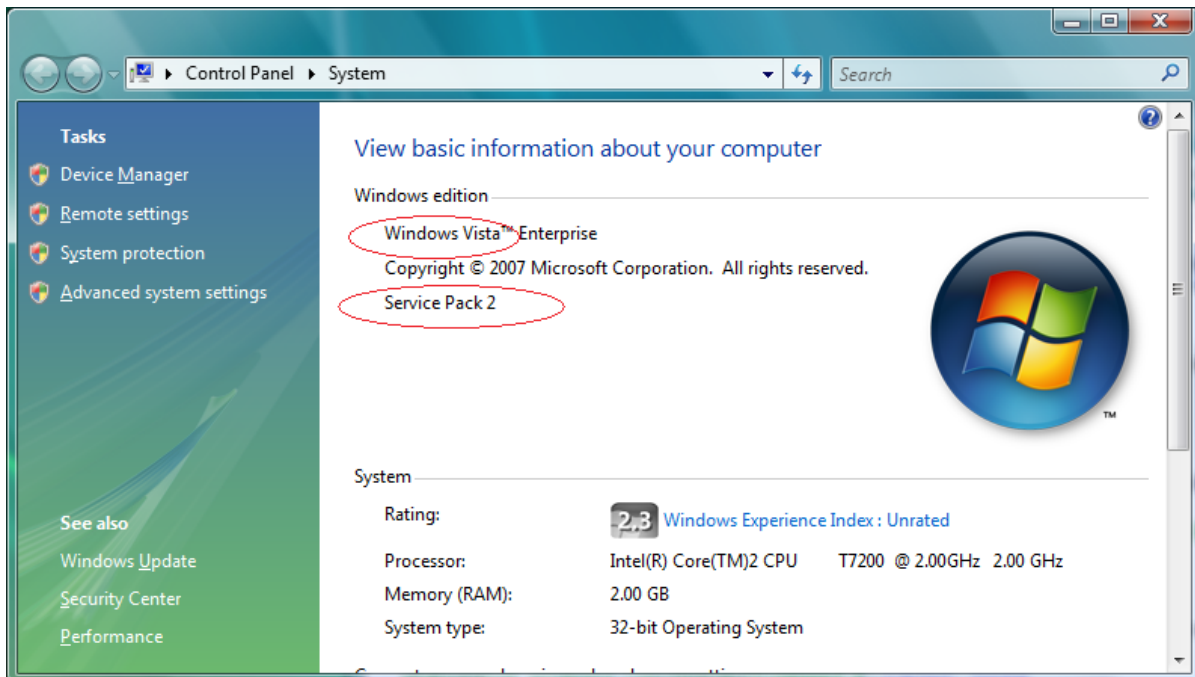 Control Panel ▸ System
Search
Tasks
Device Manager
Remote settings
System protection
Advanced system settings
See also
Windows Update
Security Center
Performance
View basic information about your computer
Windows edition
Windows Vista™ Enterprise
Copyright © 2007 Microsoft Corporation. All rights reserved.
Service Pack 2
TM
System
Rating: 2,3 Windows Experience Index : Unrated
Processor: Intel(R) Core(TM)2 CPU T7200 @ 2.00GHz 2.00 GHz
Memory (RAM): 2.00 GB
System type: 32-bit Operating System